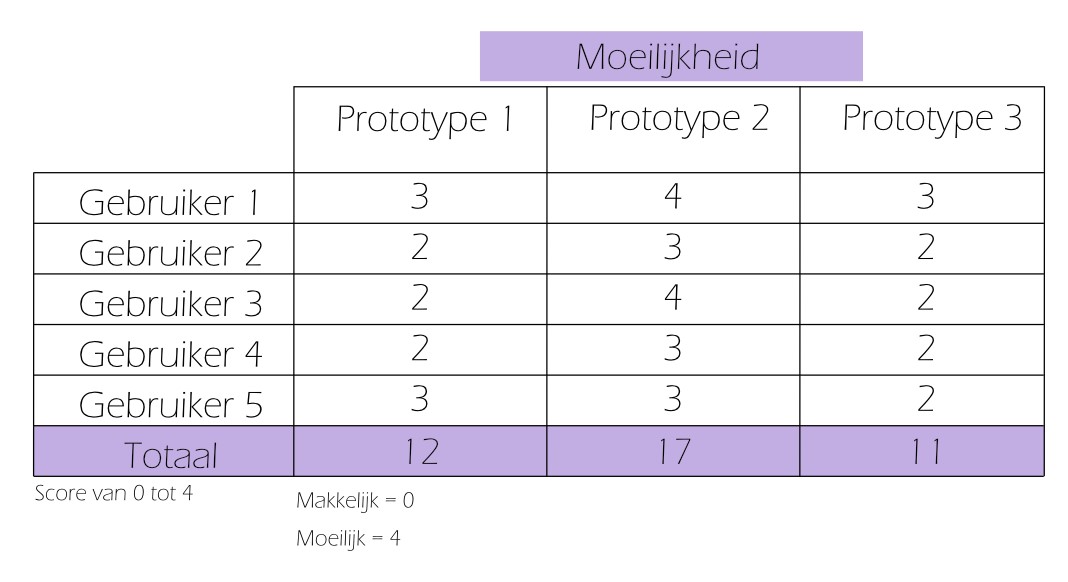 Moeilijkheid
Prototype 1 Prototype 2 Prototype 3
Gebruiker 1 3 4 3
Gebruiker 2 2 3 2
Gebruiker 3 2 4 2
Gebruiker 4 2 3 2
Gebruiker 5 3 3 2
Totaal 12 17 11
Score van 0 tot 4
Makkelijk = 0
Moeilijk = 4